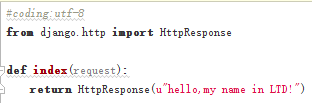 #coding:utf-8
from django.http import HttpResponse
def index(request):
return HttpResponse(u"hello,my name in LTD!")